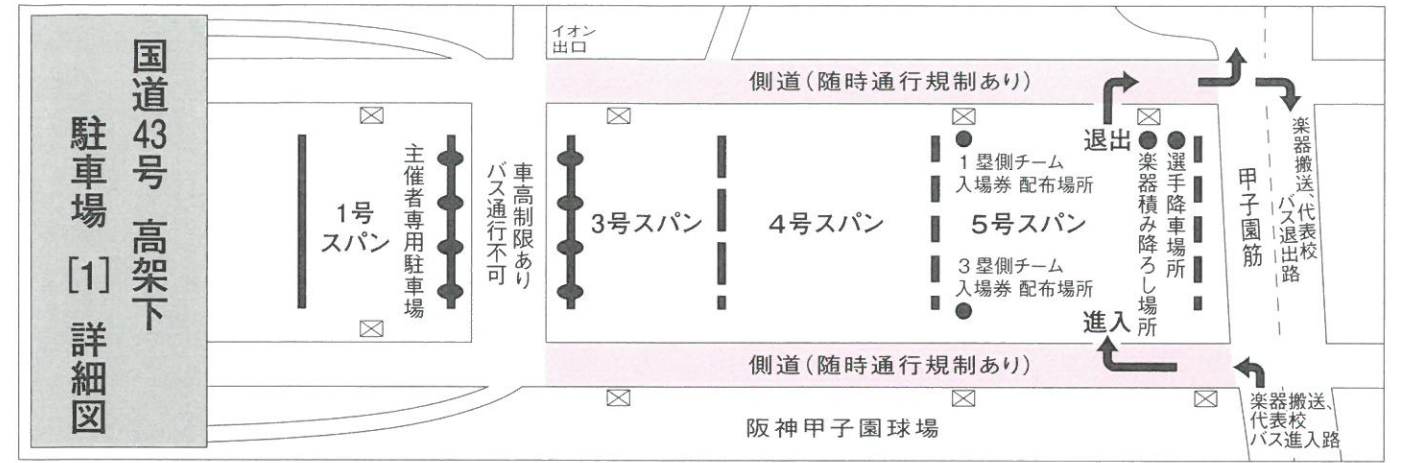 国道43号 高架下
駐車場 [1] 詳細図
イオン
出口
側道(随時通行規制あり)
1号
スパン
主催者専用駐車場
車高制限あり
バス通行不可
3号スパン
4号スパン
5号スパン
1塁側チーム
入場券 配布場所
3塁側チーム
入場券 配布場所
退出
進入
選手降車場所
楽器積み降ろし場所
甲子園筋
楽器搬送、代表校
バス退出路
側道(随時通行規制あり)
阪神甲子園球場
楽器搬送、
代表校
バス進入路